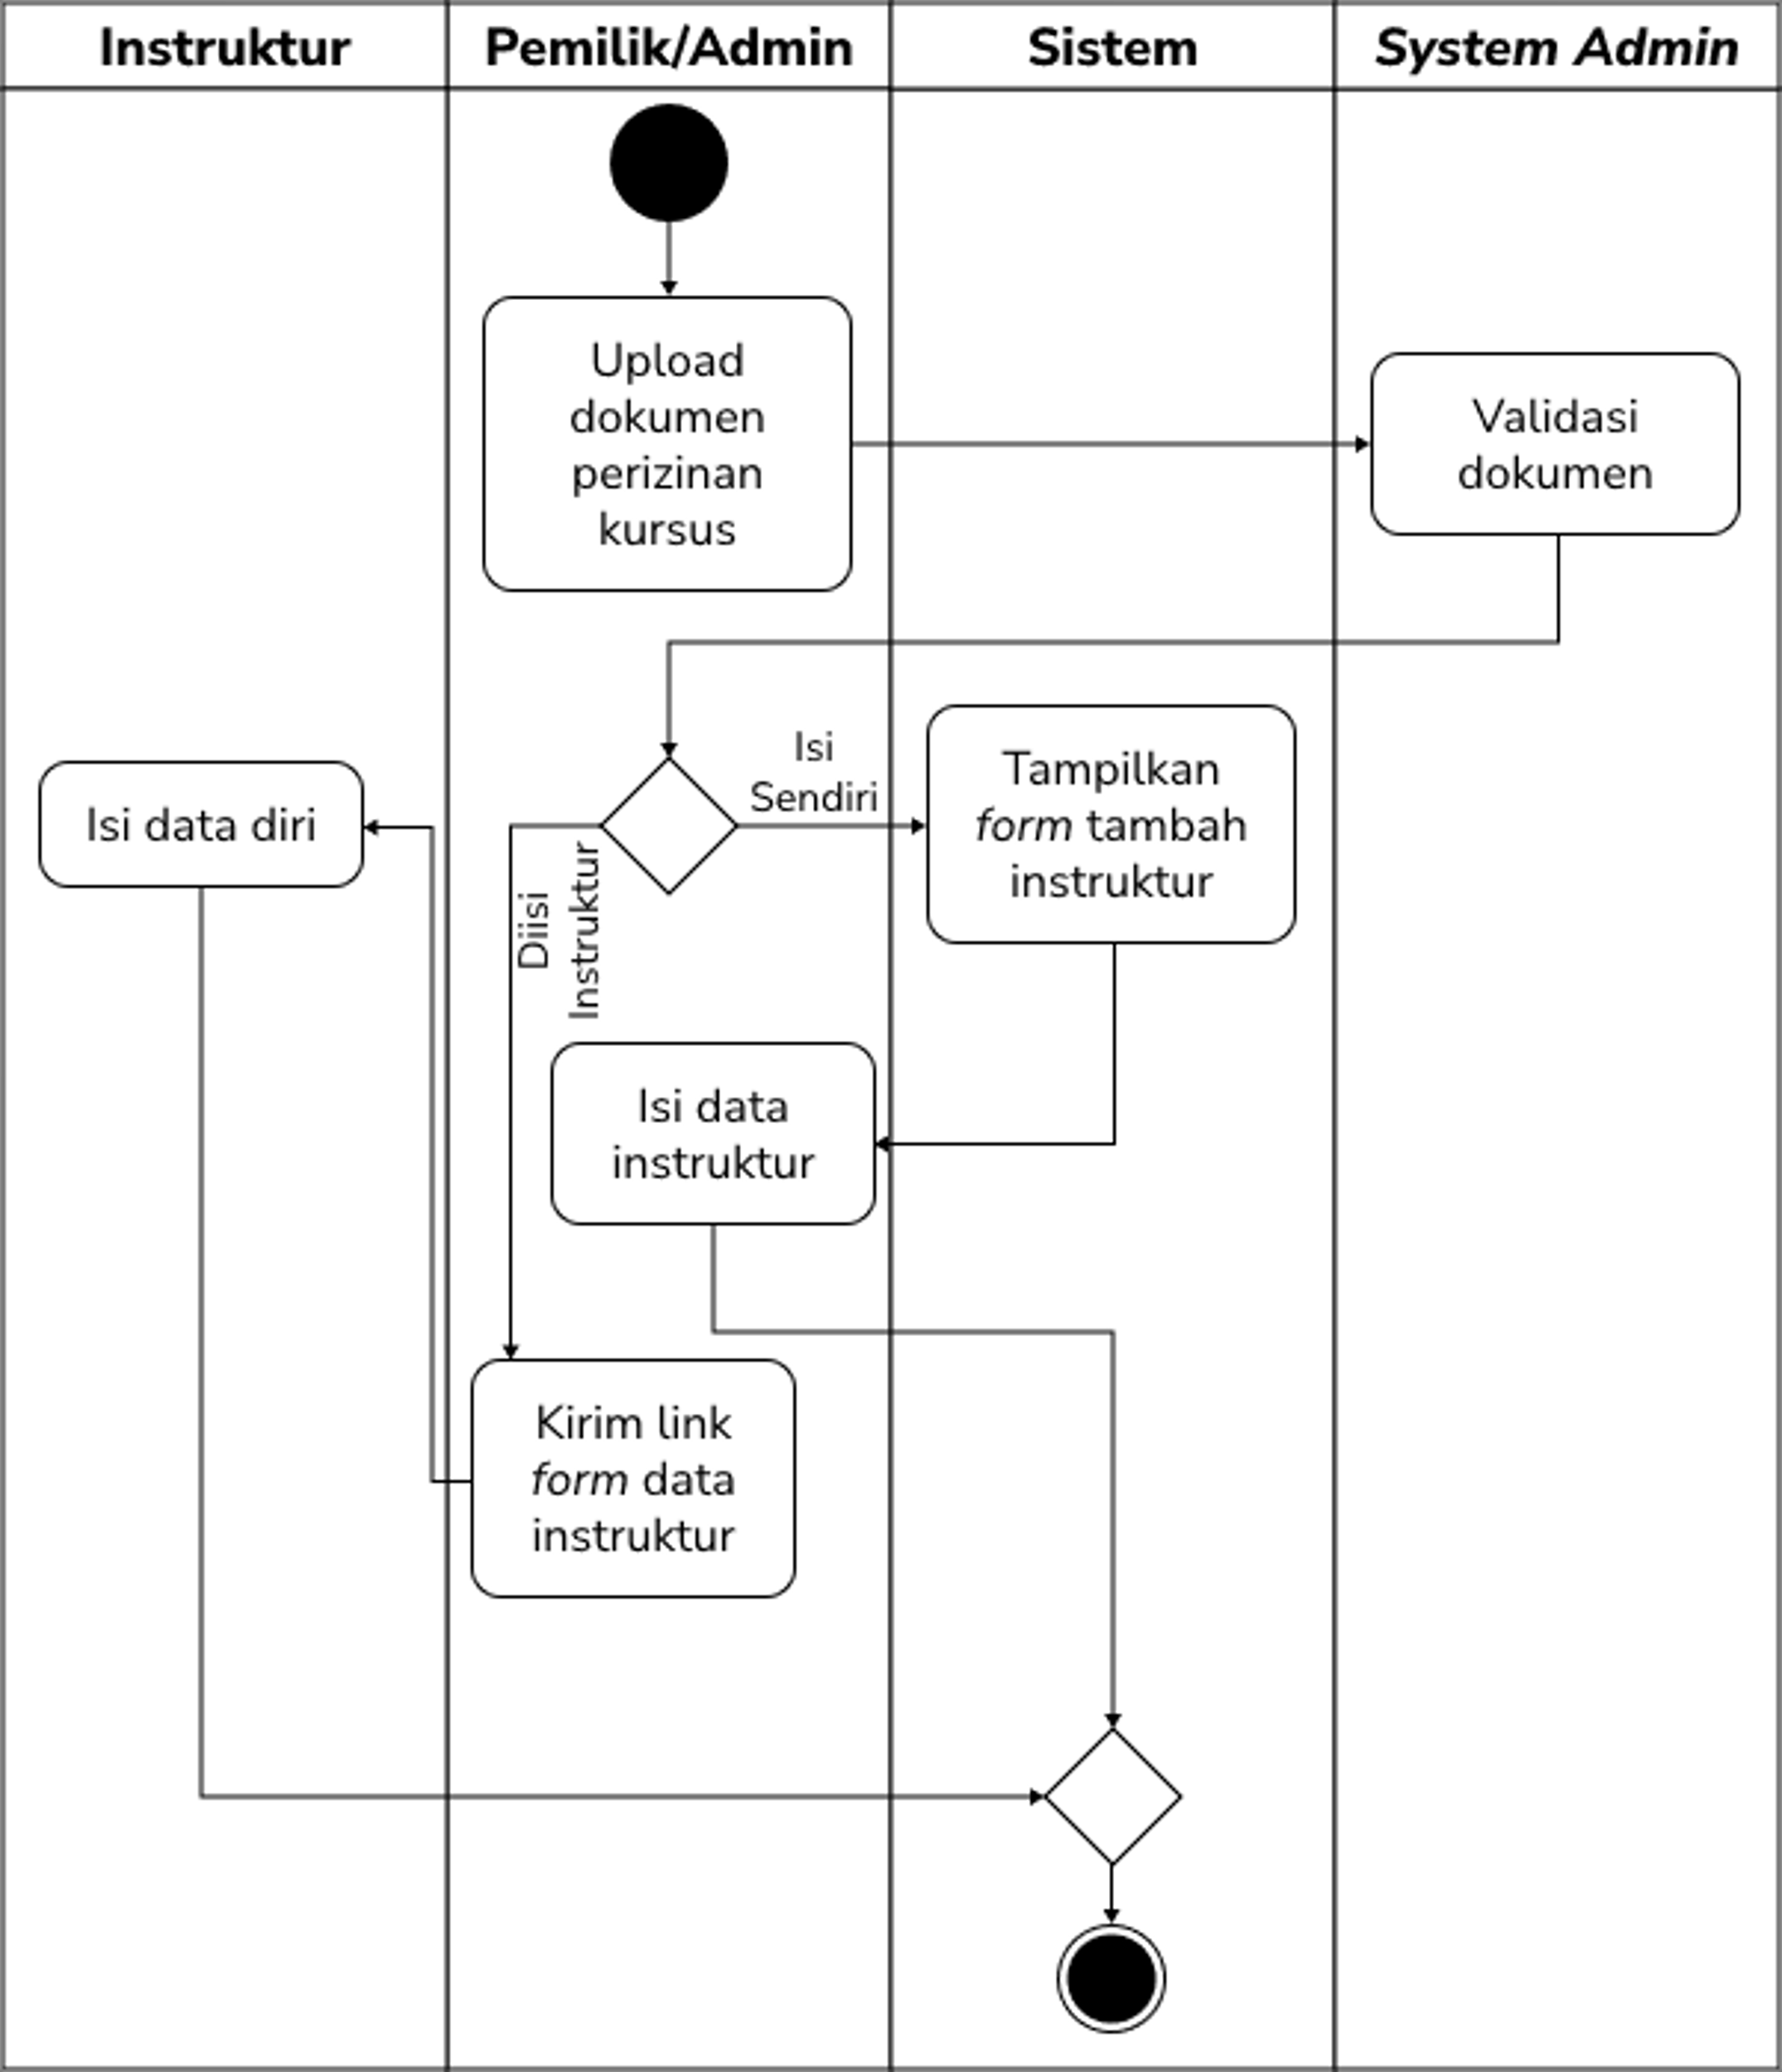 Instruktur
Pemilik/Admin
Sistem
System Admin
Upload
dokumen
perizinan
kursus
Validasi
dokumen
Isi data diri
Isi
Sendiri
Tampilkan
form tambah
instruktur
Diisi
Instruktur
Isi data
instruktur
Kirim link
form data
instruktur